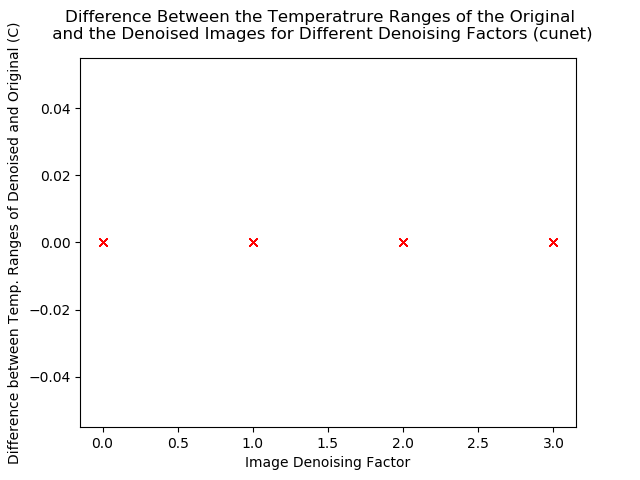 Difference Between the Temperatrure Ranges of the Original
and the Denoised Images for Different Denoising Factors (cunet)
Difference between Temp. Ranges of Denoised and Original (C)
0.04
0.02
0.00
−0.02
−0.04
0.0 0.5 1.0 1.5 2.0 2.5 3.0
Image Denoising Factor